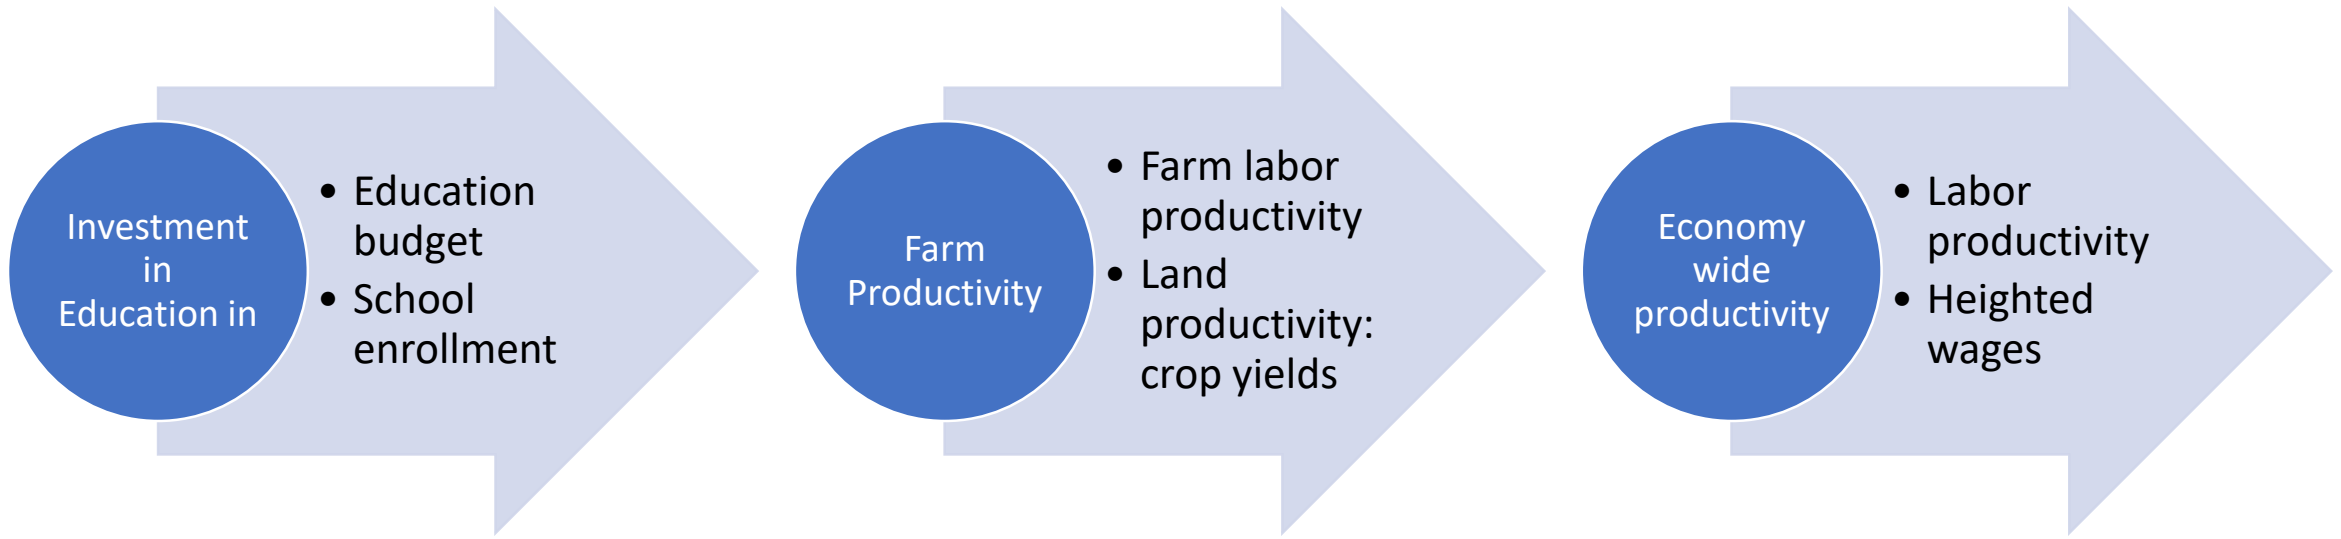 Investment
in
Education in
• Education
budget
• School
enrollment
Farm
Productivity
• Farm labor
productivity
• Land
productivity:
crop yields
Economy
wide
productivity
• Labor
productivity
• Heighted
wages